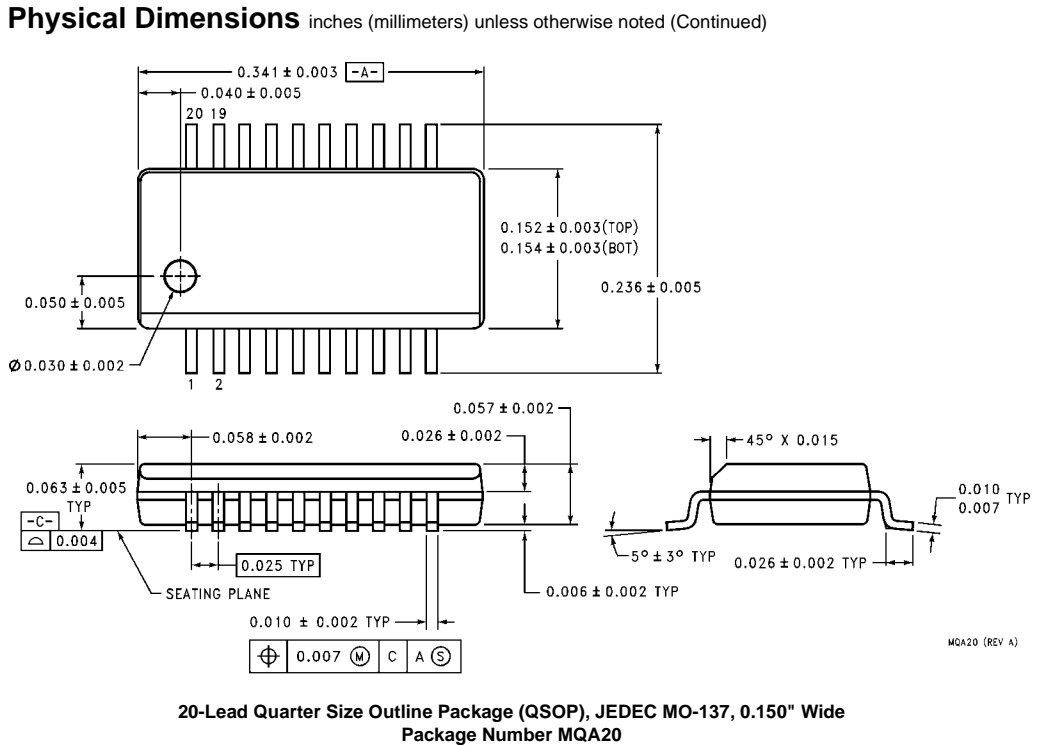 Physical Dimensions inches (millimeters) unless otherwise noted (Continued)
0.341 ± 0.003 -A-
0.040 ± 0.005
20 19
0.152 ± 0.003(TOP)
0.154 ± 0.003(BOT)
0.236 ± 0.005
0.050 ± 0.005
Ø 0.030 ± 0.002
1 2
0.057 ± 0.002
0.058 ± 0.002
0.026 ± 0.002
45° X 0.015
0.063 ± 0.005
TYP
0.010
0.007 TYP
-C-
0.004
0.025 TYP
5° ± 3° TYP
0.026 ± 0.002 TYP
SEATING PLANE
0.006 ± 0.002 TYP
0.010 ± 0.002 TYP
⌖ 0.007 Ⓜ C A Ⓢ
MQA20 (REV A)
20-Lead Quarter Size Outline Package (QSOP), JEDEC MO-137, 0.150" Wide
Package Number MQA20